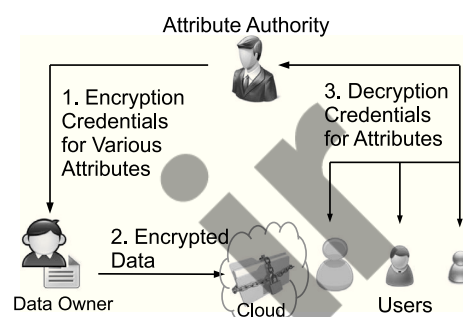 Attribute Authority
1. Encryption
Credentials
for Various
Attributes
3. Decryption
Credentials
for Attributes
2. Encrypted
Data
Data Owner
Cloud
Users